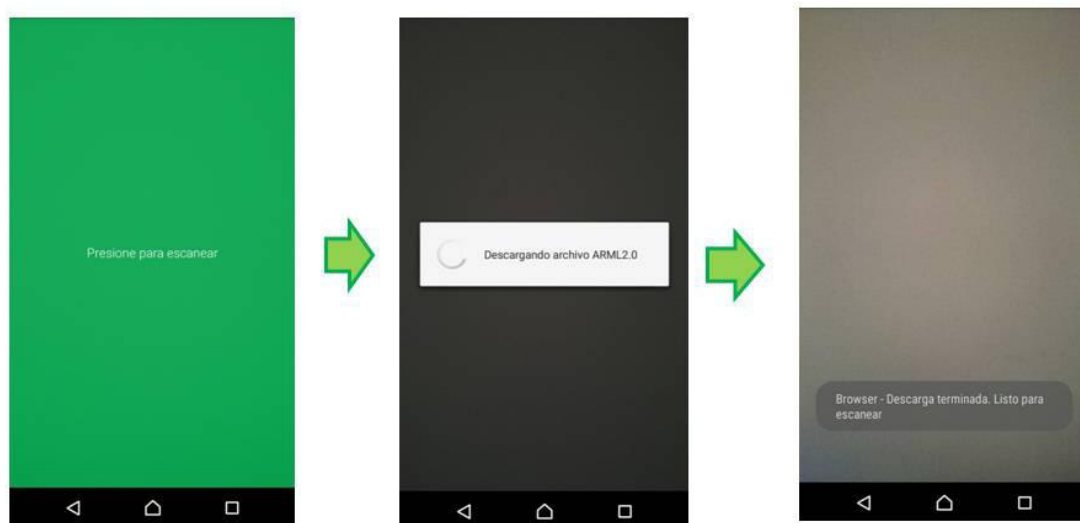 Presione para escanear
Descargando archivo ARML2.0
Browser - Descarga terminada. Listo para
escanear